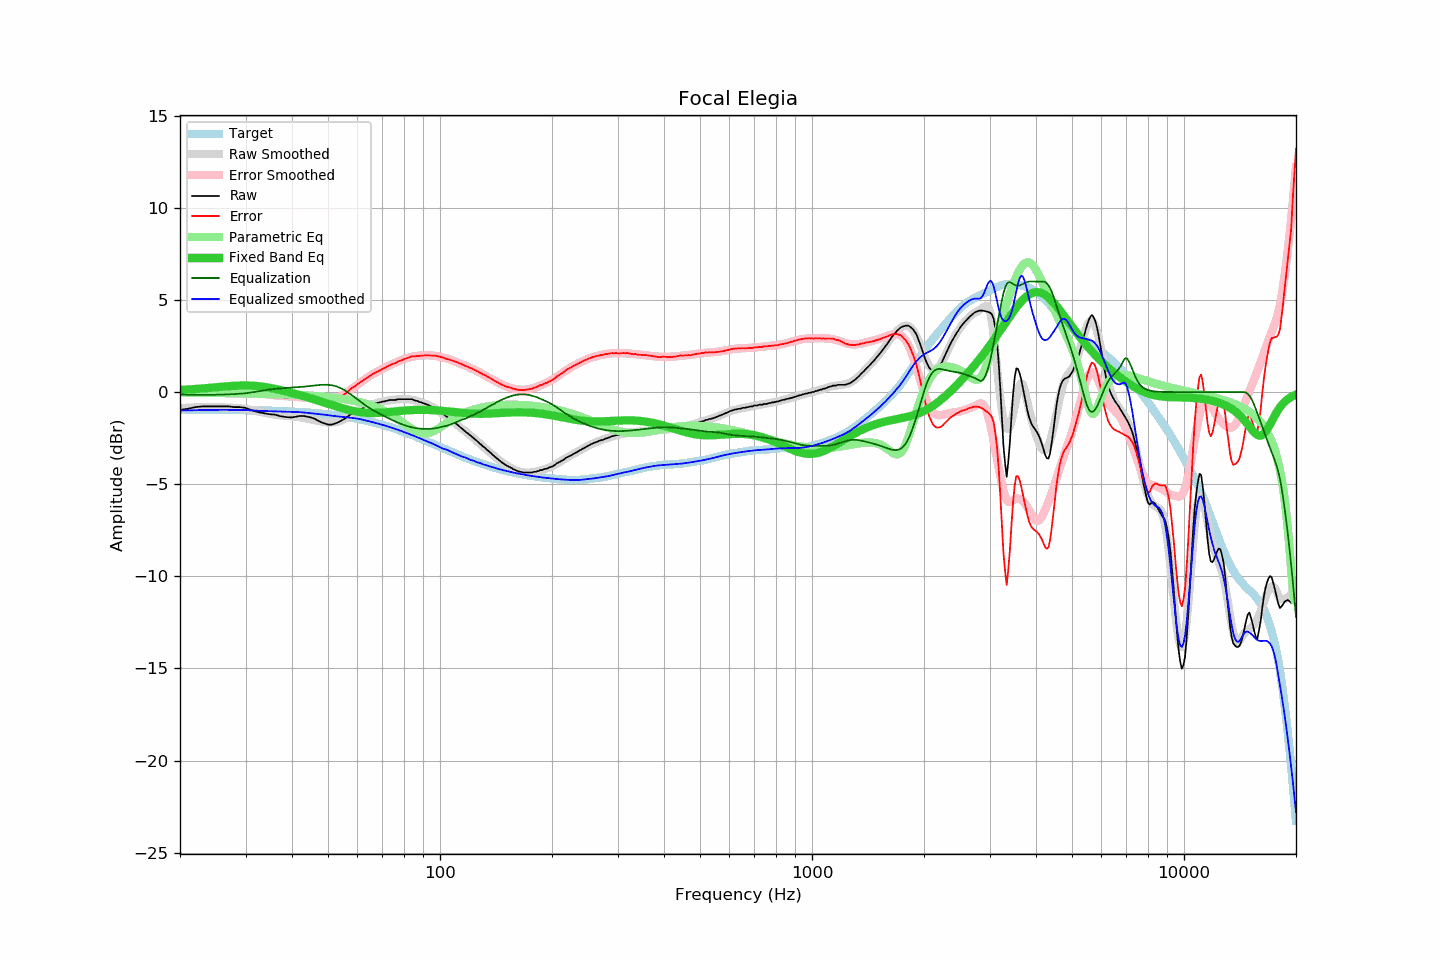 Focal Elegia
15
10
5
0
−5
−10
−15
−20
−25
Amplitude (dBr)
Target
Raw Smoothed
Error Smoothed
Raw
Error
Parametric Eq
Fixed Band Eq
Equalization
Equalized smoothed
100 1000 10000
Frequency (Hz)